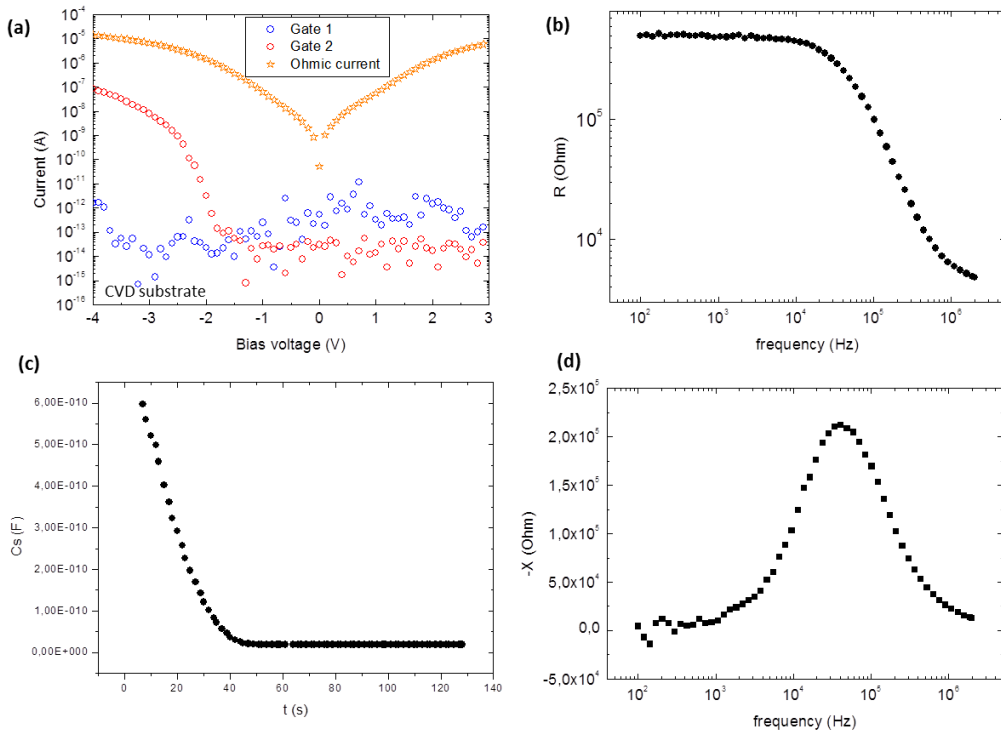 (a)
10⁻⁴
10⁻⁵
10⁻⁶
10⁻⁷
10⁻⁸
10⁻⁹
10⁻¹⁰
10⁻¹¹
10⁻¹²
10⁻¹³
10⁻¹⁴
10⁻¹⁵
10⁻¹⁶
Current (A)
Gate 1
Gate 2
Ohmic current
CVD substrate
-4 -3 -2 -1 0 1 2 3
Bias voltage (V)
(b)
10⁵
10⁴
R (Ohm)
10² 10³ 10⁴ 10⁵ 10⁶
frequency (Hz)
(c)
6,00E-010
5,00E-010
4,00E-010
3,00E-010
2,00E-010
1,00E-010
0,00E+000
Cs (F)
0 20 40 60 80 100 120 140
t (s)
(d)
2,5x10⁵
2,0x10⁵
1,5x10⁵
1,0x10⁵
5,0x10⁴
0,0
-5,0x10⁴
-X (Ohm)
10² 10³ 10⁴ 10⁵ 10⁶
frequency (Hz)